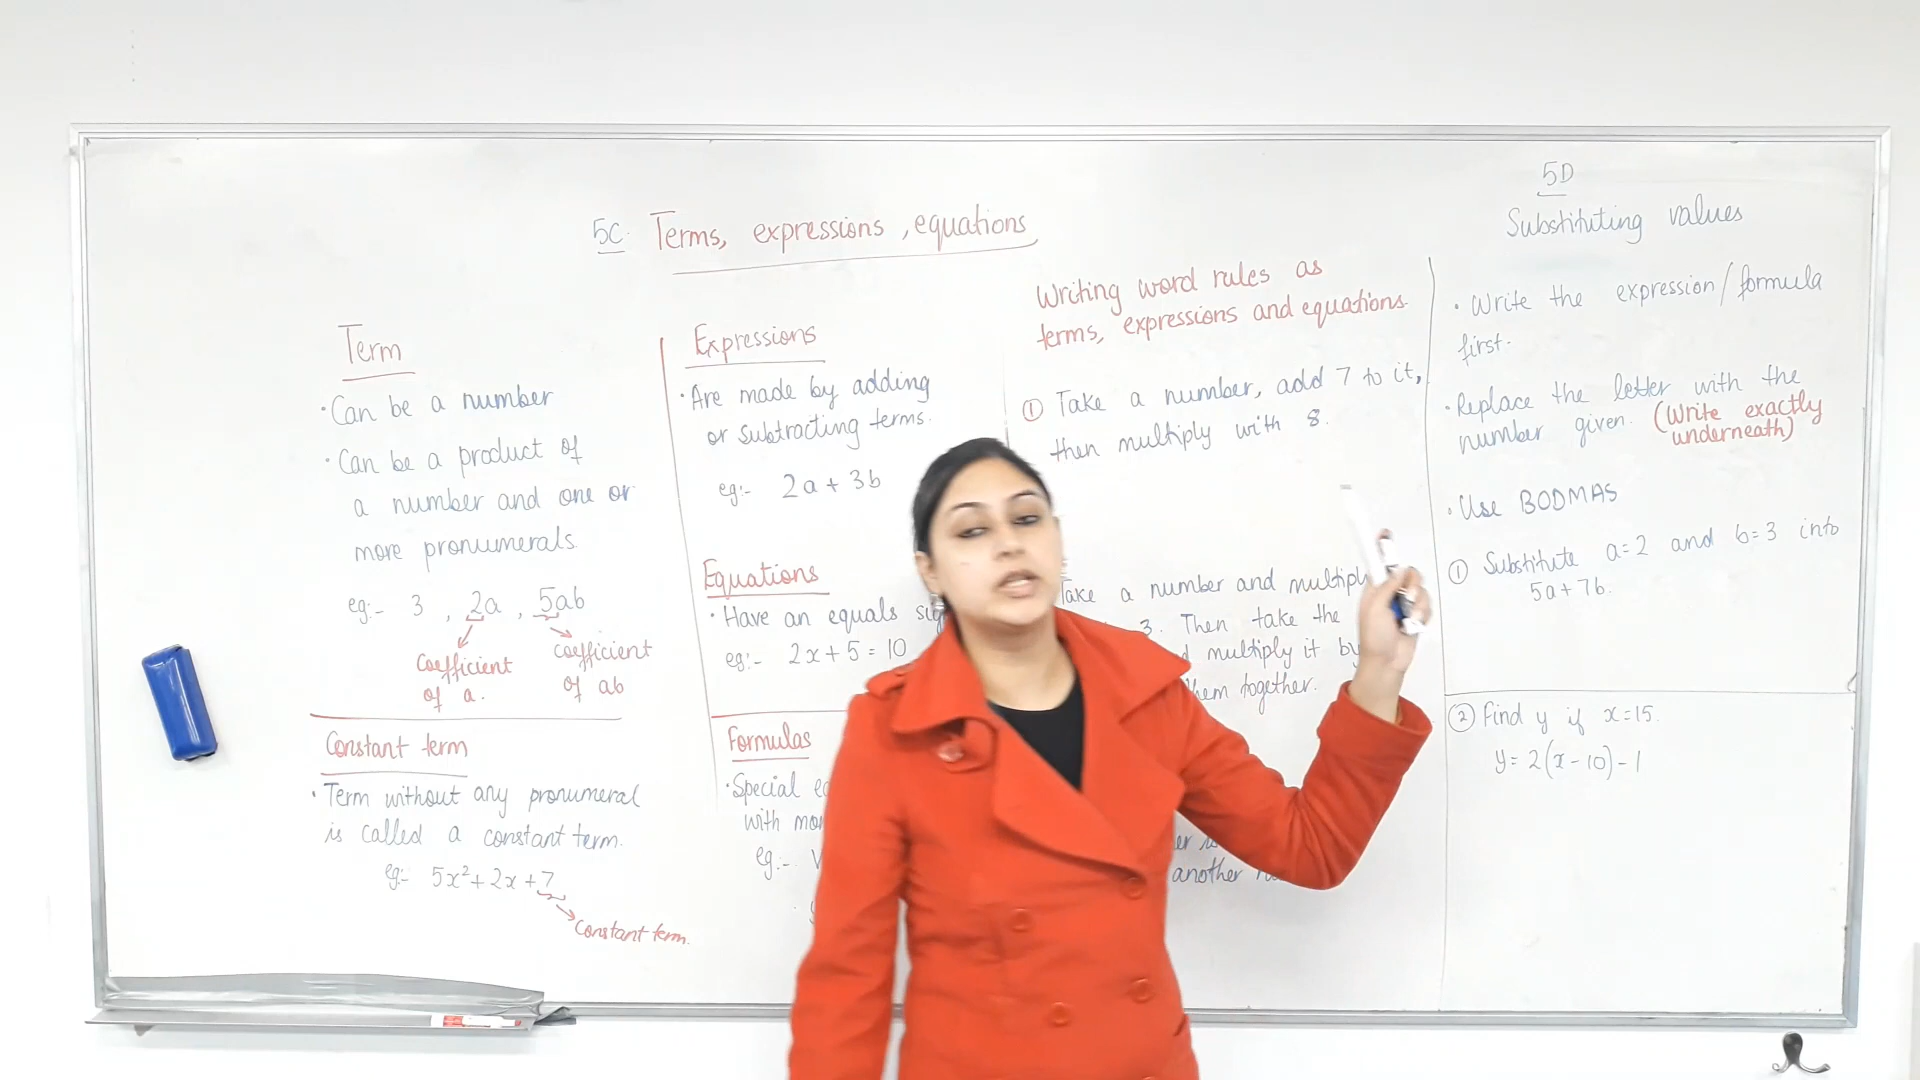 5C. Terms, expressions, equations
Term
• Can be a number
• Can be a product of
a number and one or
more pronumerals.
eg:- 3 , 2a , 5ab
coefficient
of a.
coefficient
of ab
Constant term
• Term without any pronumeral
is called a constant term.
eg:- 5x²+ 2x + 7
Constant term.
Expressions
• Are made by adding
or subtracting terms.
eg:- 2a + 3b
Equations
• Have an equals
eg:- 2x + 5 = 10
Formulas
• Special
with
eg:-
Writing word rules as
terms, expressions and equations.
① Take a number, add 7 to it,
then multiply with 8.
Take a number and
3. Then take the
multiply it by
together.
another
5D
Substituting values
• Write the expression/formula
first.
• Replace the letter with the
number given. (Write exactly
underneath)
• Use BODMAS
① Substitute a=2 and b=3 into
5a+7b.
② Find y if x=15.
y= 2(x-10)-1